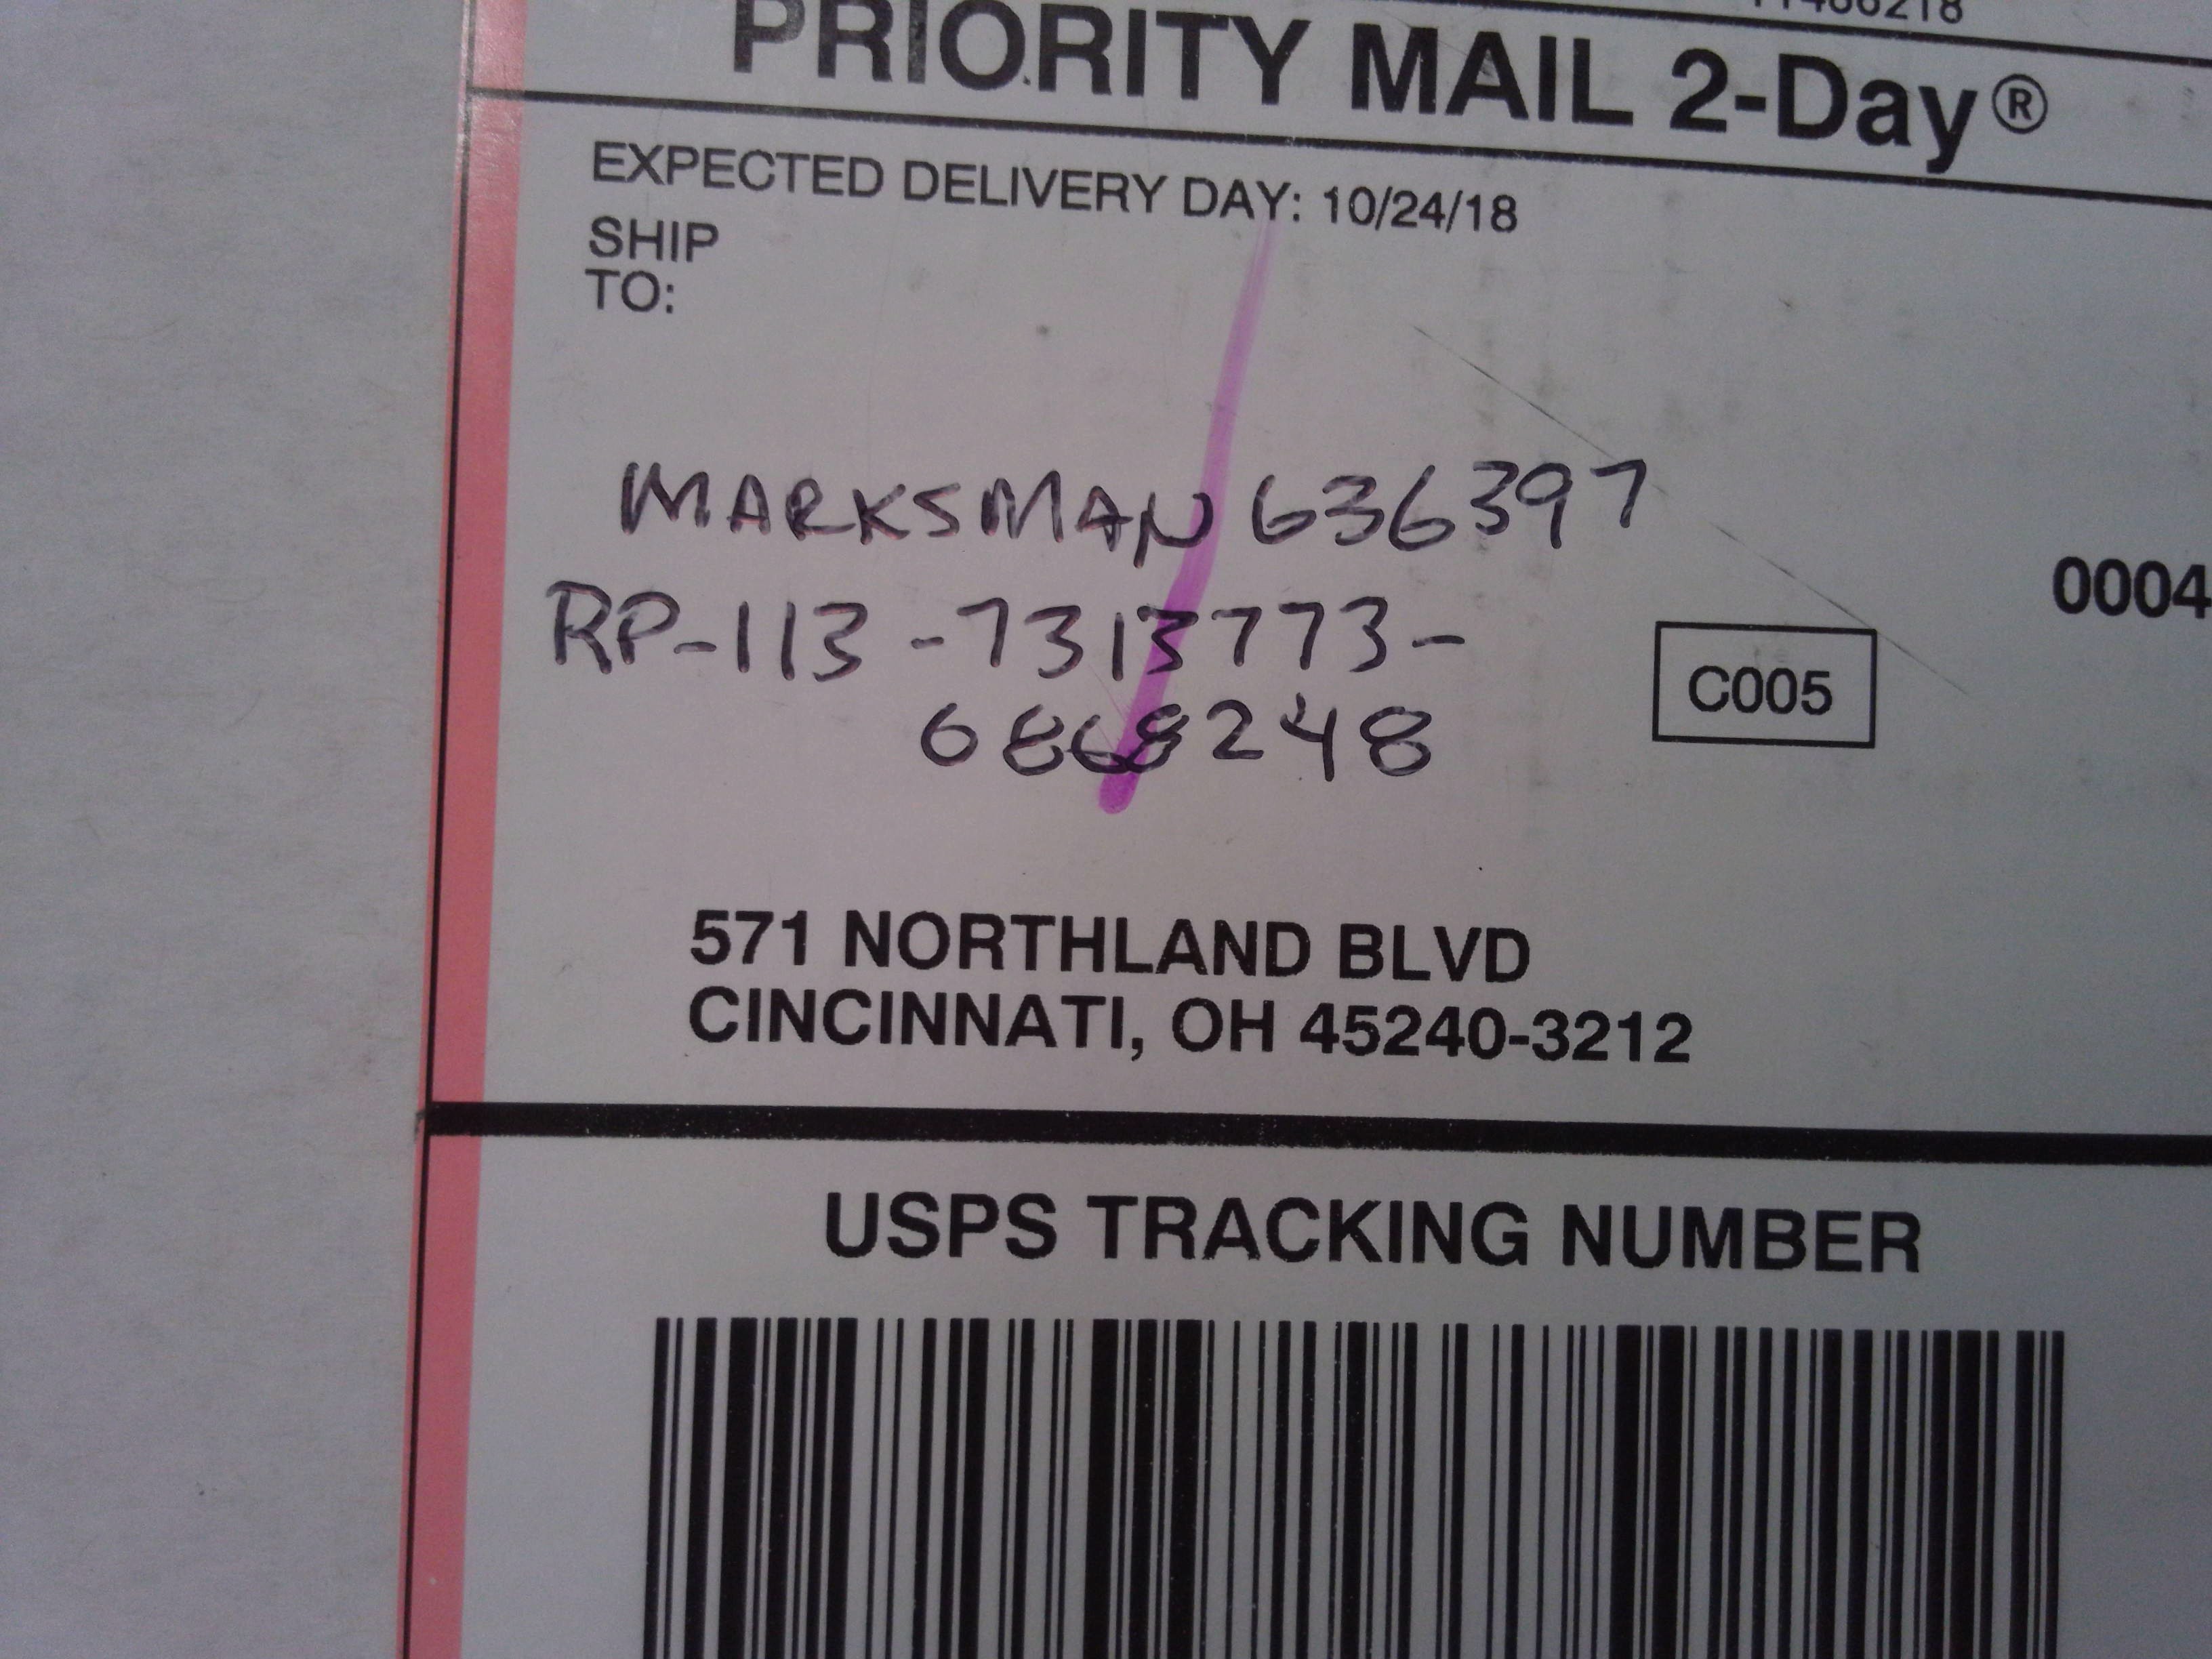 PRIORITY MAIL 2-Day®
EXPECTED DELIVERY DAY: 10/24/18
SHIP
TO:
MARKSMAN 636397
RP-113-7313773-
6868248
0004
C005
571 NORTHLAND BLVD
CINCINNATI, OH 45240-3212
USPS TRACKING NUMBER